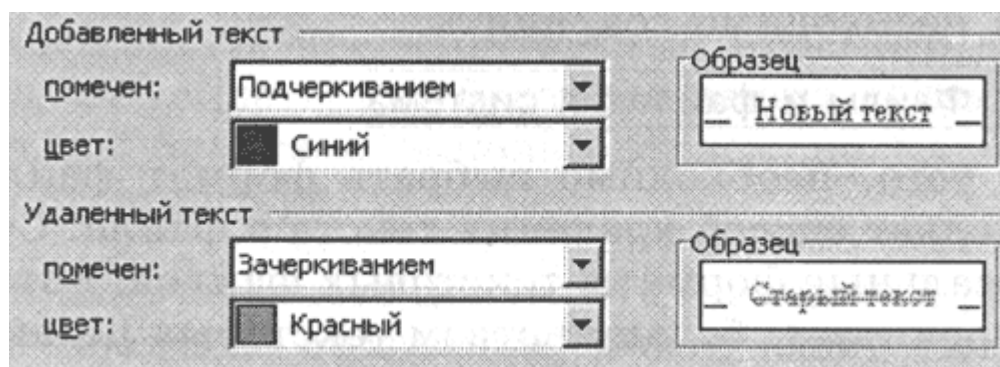 Добавленный текст
Образец
помечен: Подчеркиванием
Новый текст
цвет: Синий
Удаленный текст
Образец
помечен: Зачеркиванием
Старый текст
цвет: Красный